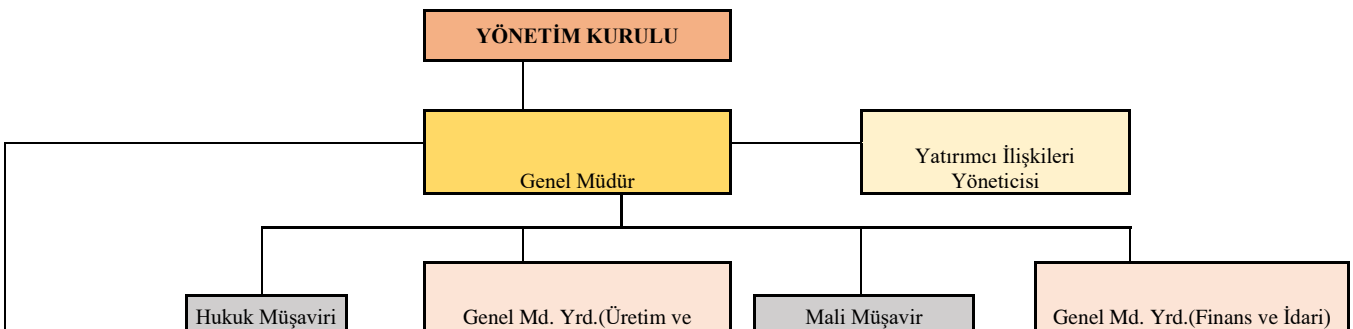 YÖNETİM KURULU
Genel Müdür
Yatırımcı İlişkileri
Yöneticisi
Hukuk Müşaviri
Genel Md. Yrd.(Üretim ve
Mali Müşavir
Genel Md. Yrd.(Finans ve İdari)